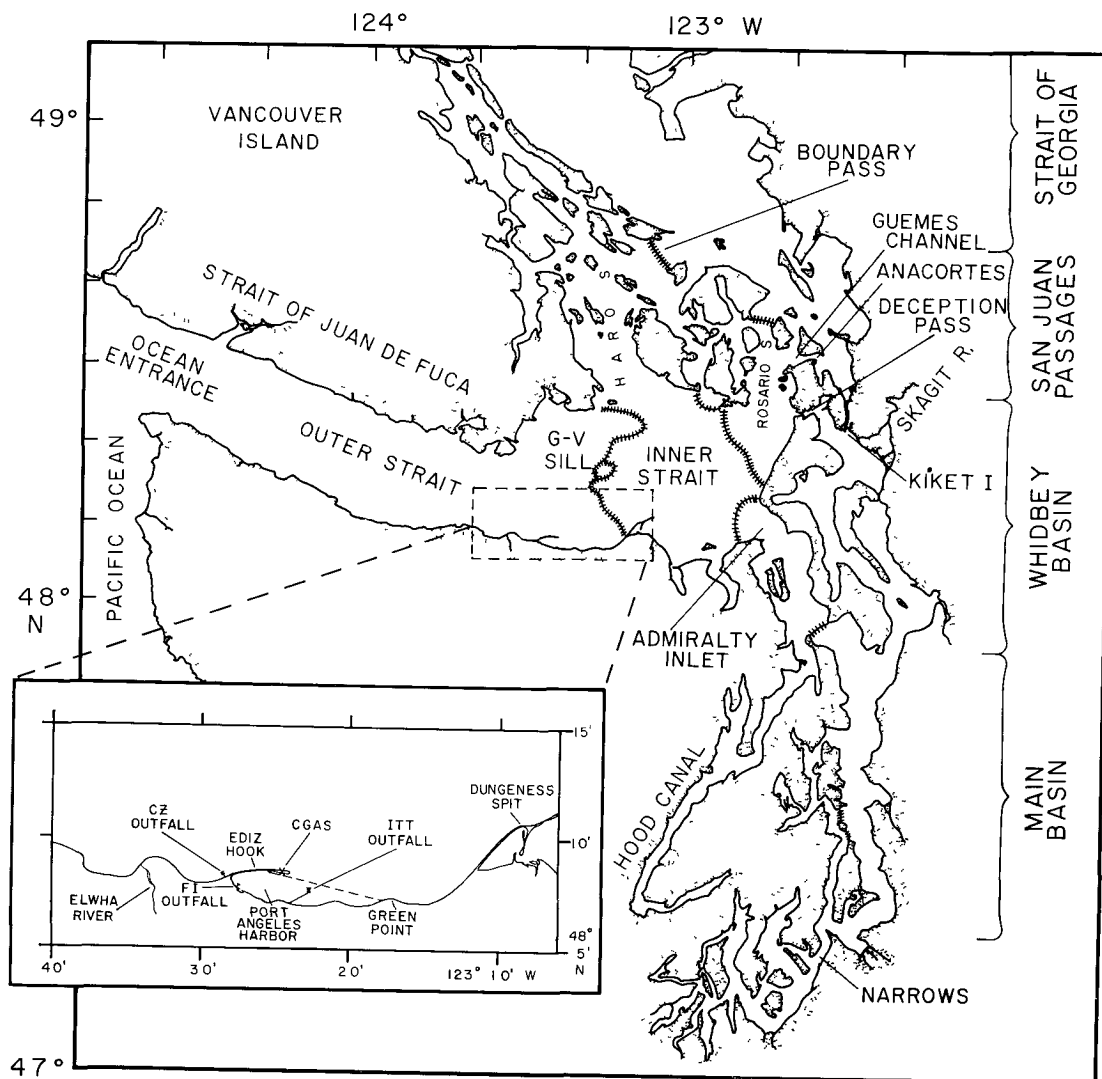 124°
123° W
49°
VANCOUVER
ISLAND
BOUNDARY
PASS
GUEMES
CHANNEL
ANACORTES
DECEPTION
PASS
STRAIT OF
GEORGIA
SAN JUAN
PASSAGES
STRAIT OF JUAN DE FUCA
HARO S
ROSARIO S
SKAGIT R.
OCEAN
ENTRANCE
OUTER STRAIT
G-V
SILL
INNER
STRAIT
KIKET I
PACIFIC OCEAN
WHIDBEY
BASIN
48°
N
ADMIRALTY
INLET
HOOD CANAL
MAIN
BASIN
NARROWS
47°
15'
DUNGENESS
SPIT
CZ
OUTFALL
EDIZ
HOOK
CGAS
ITT
OUTFALL
10'
ELWHA
RIVER
FI
OUTFALL
PORT
ANGELES
HARBOR
GREEN
POINT
48°
5'
N
40'
30'
20'
123° 10' W